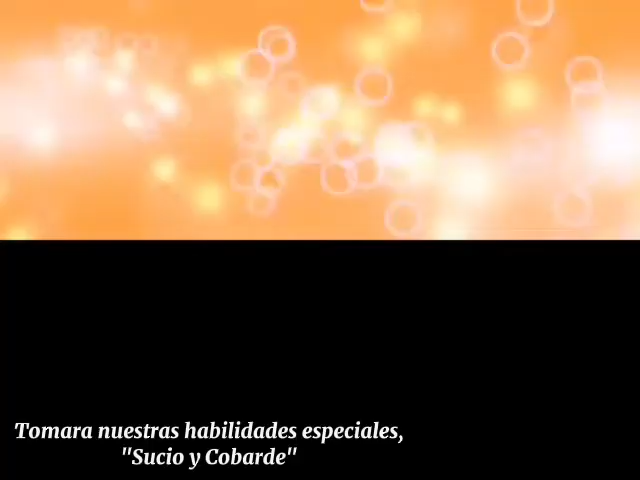 Tomara nuestras habilidades especiales,
"Sucio y Cobarde"